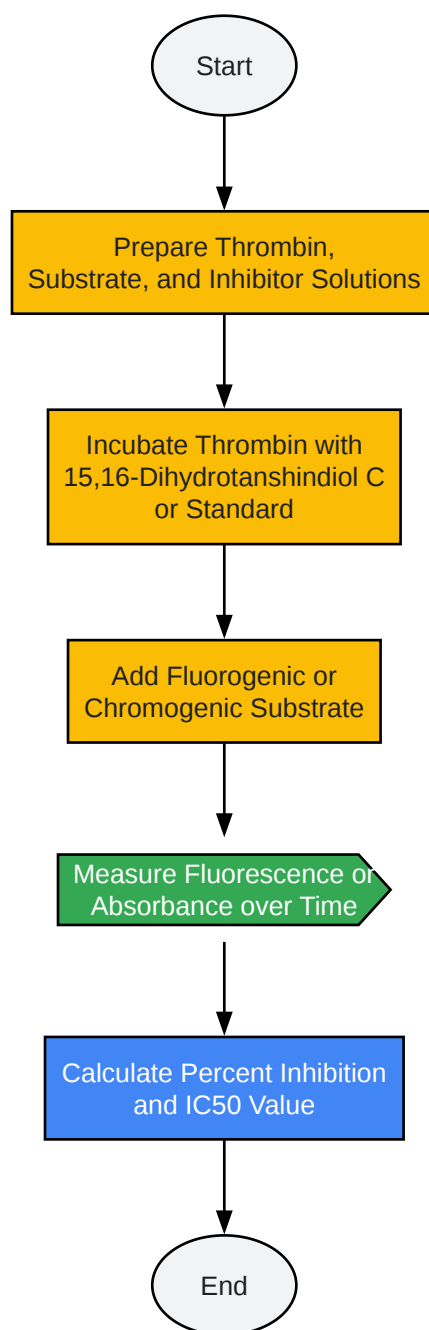 Start
Prepare Thrombin,
Substrate, and Inhibitor Solutions
Incubate Thrombin with
15,16-Dihydrotanshindiol C
or Standard
Add Fluorogenic or
Chromogenic Substrate
Measure Fluorescence or
Absorbance over Time
Calculate Percent Inhibition
and IC50 Value
End